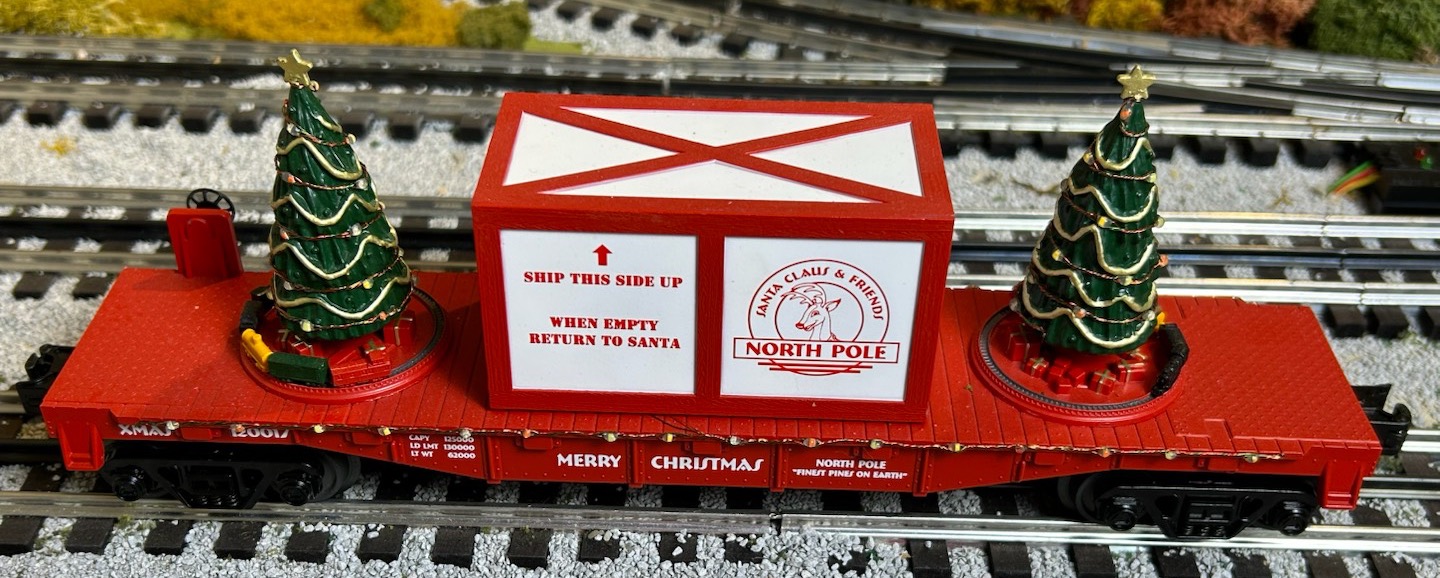 SHIP THIS SIDE UP
WHEN EMPTY
RETURN TO SANTA
SANTA CLAUS & FRIENDS
NORTH POLE
XMAS 120017
CAPY 125000
LD LMT 130000
LT WT 62000
MERRY CHRISTMAS
NORTH POLE
"FINEST PINES ON EARTH"